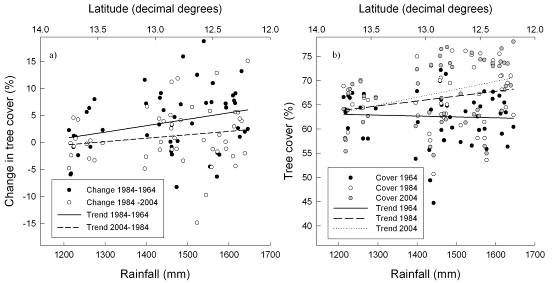 Latitude (decimal degrees)
14.0 13.5 13.0 12.5 12.0
a)
Change in tree cover (%)
15
10
5
0
-5
-10
-15
Change 1984-1964
Change 1984 -2004
Trend 1984-1964
Trend 2004-1984
1200 1300 1400 1500 1600 1700
Rainfall (mm)
Latitude (decimal degrees)
14.0 13.5 13.0 12.5 12.0
b)
Tree cover (%)
75
70
65
60
55
50
45
40
Cover 1964
Cover 1984
Cover 2004
Trend 1964
Trend 1984
Trend 2004
1200 1300 1400 1500 1600 1700
Rainfall (mm)